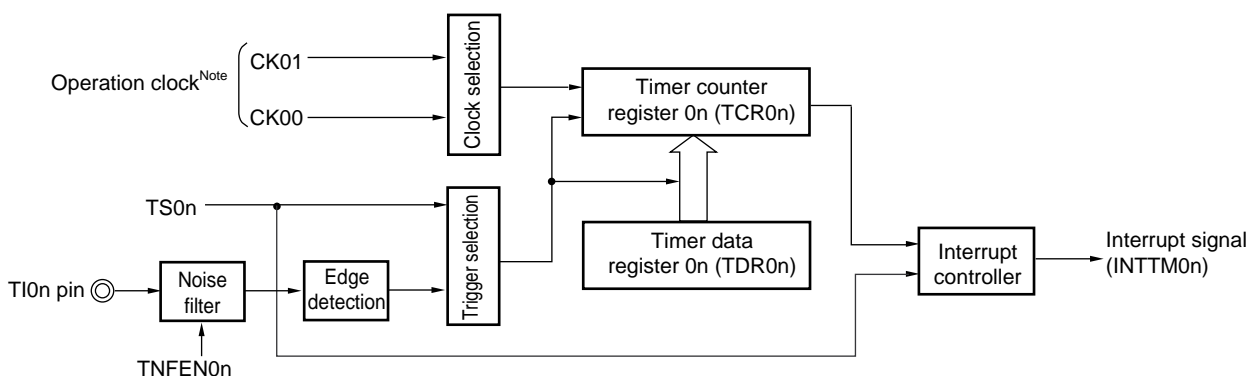 Operation clock Note
CK01
CK00
Clock selection
Timer counter
register 0n (TCR0n)
TS0n
Trigger selection
Timer data
register 0n (TDR0n)
Interrupt
controller
Interrupt signal
(INTTM0n)
TI0n pin
Noise
filter
Edge
detection
TNFEN0n